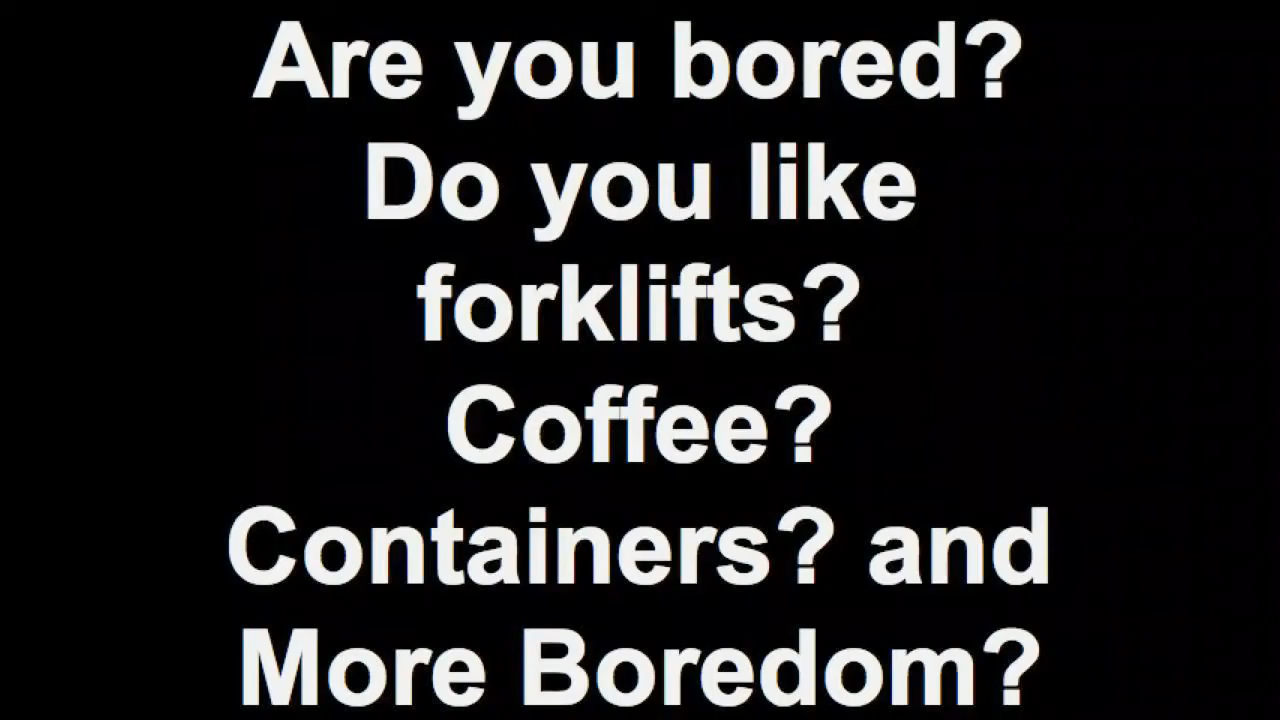 Are you bored?
Do you like
forklifts?
Coffee?
Containers? and
More Boredom?